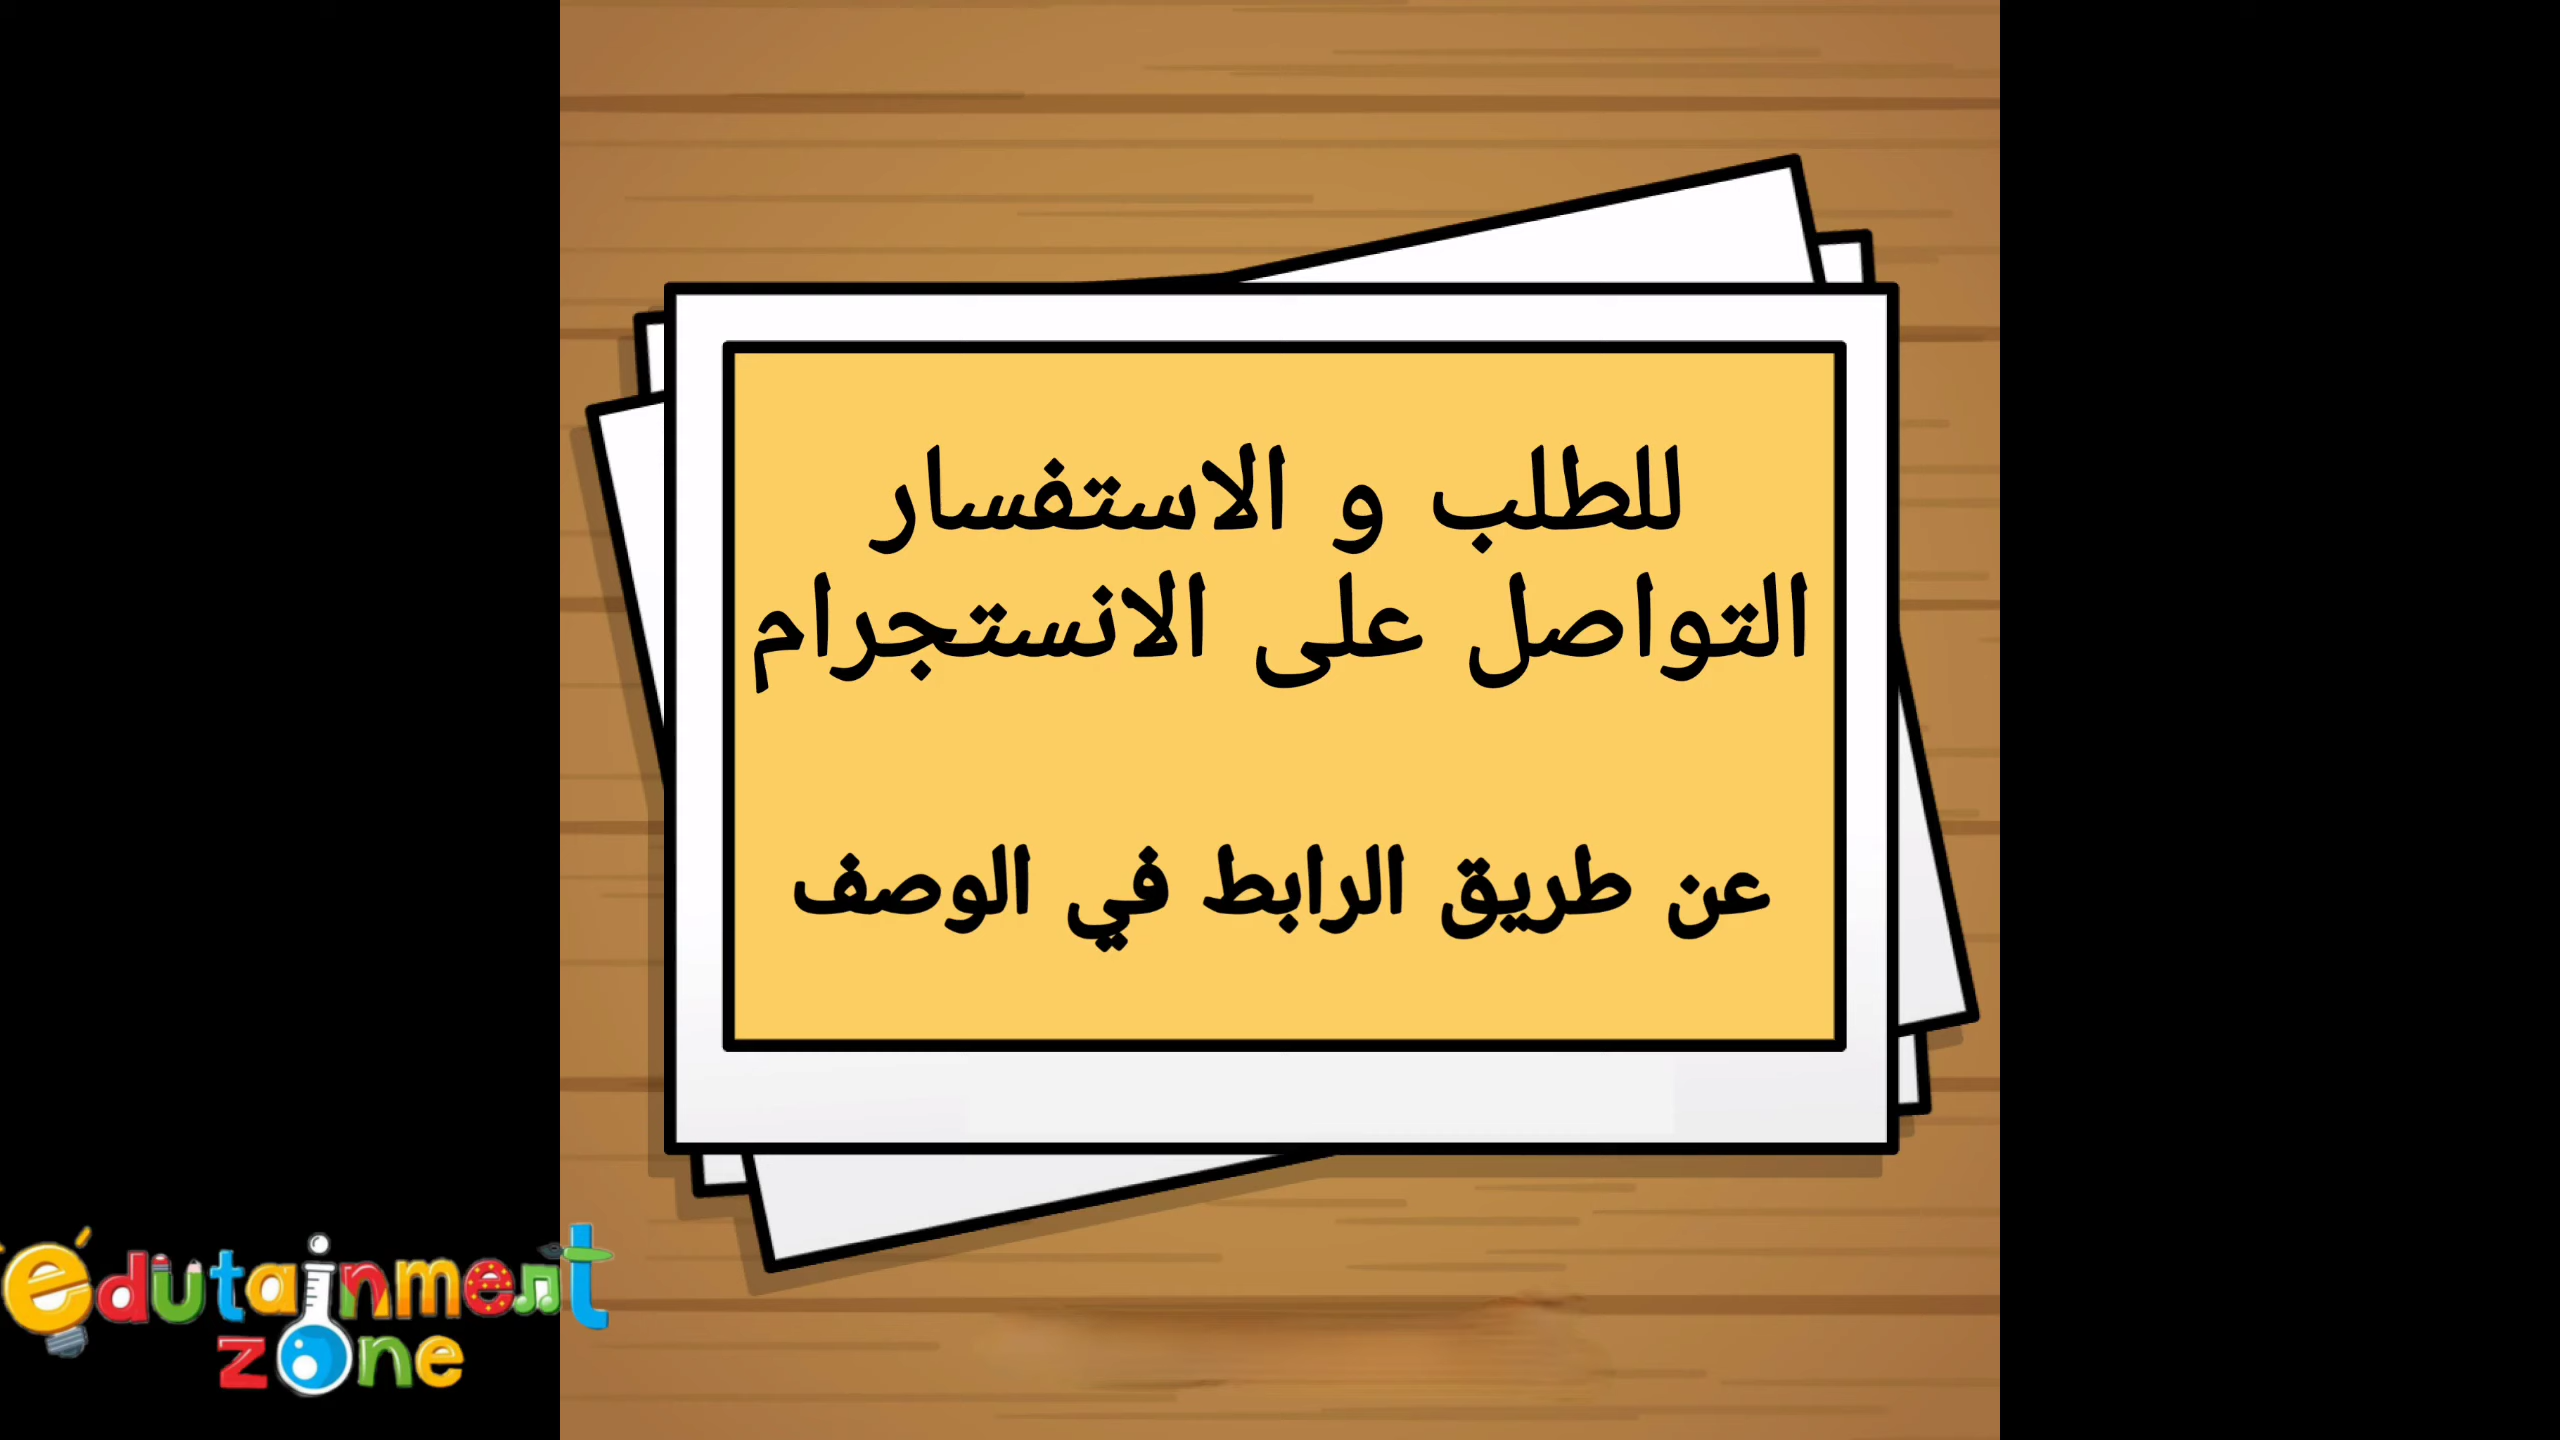 للطلب و الاستفسار
التواصل على الانستجرام
عن طريق الرابط في الوصف
edutainment
zone